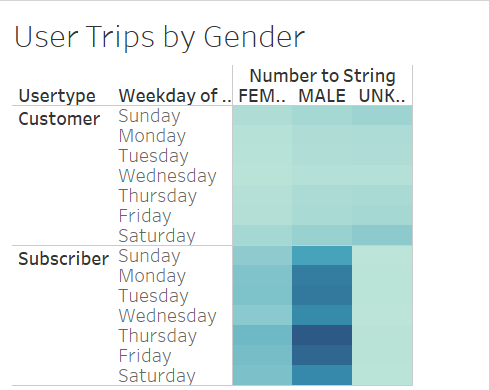 User Trips by Gender
Number to String
Usertype Weekday of .. FEM.. MALE UNK..
Customer Sunday
Monday
Tuesday
Wednesday
Thursday
Friday
Saturday
Subscriber Sunday
Monday
Tuesday
Wednesday
Thursday
Friday
Saturday